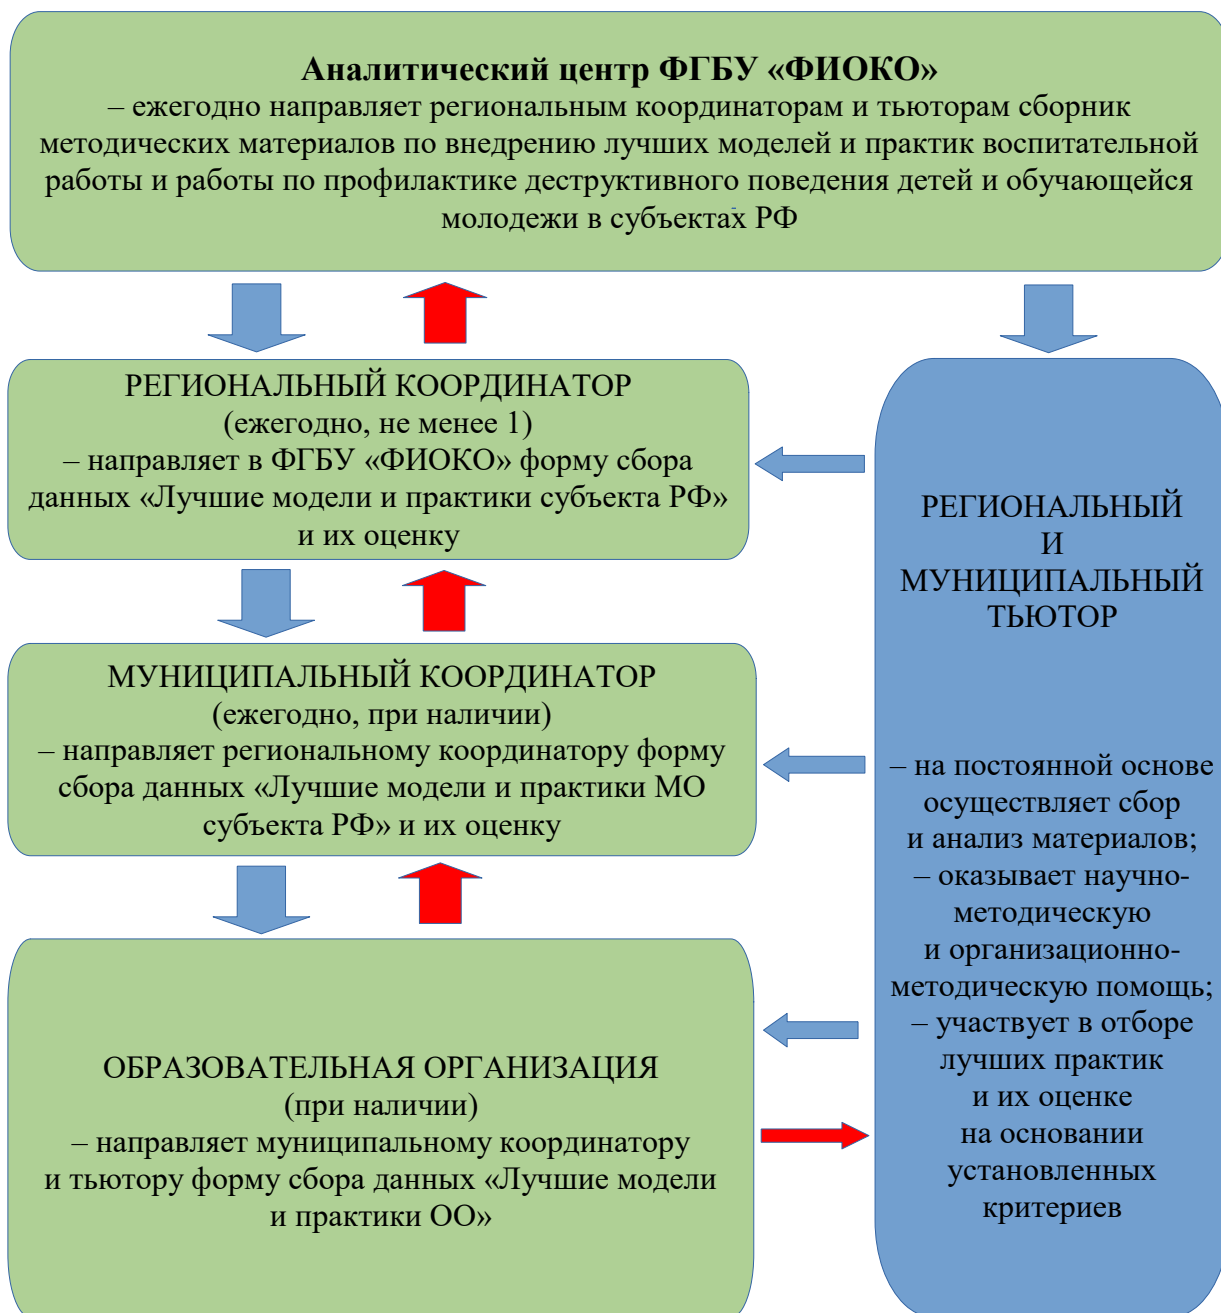 Аналитический центр ФГБУ «ФИОКО»
– ежегодно направляет региональным координаторам и тьюторам сборник
методических материалов по внедрению лучших моделей и практик воспитательной
работы и работы по профилактике деструктивного поведения детей и обучающейся
молодежи в субъектах РФ
РЕГИОНАЛЬНЫЙ КООРДИНАТОР
(ежегодно, не менее 1)
– направляет в ФГБУ «ФИОКО» форму сбора
данных «Лучшие модели и практики субъекта РФ»
и их оценку
МУНИЦИПАЛЬНЫЙ КООРДИНАТОР
(ежегодно, при наличии)
– направляет региональному координатору форму
сбора данных «Лучшие модели и практики МО
субъекта РФ» и их оценку
ОБРАЗОВАТЕЛЬНАЯ ОРГАНИЗАЦИЯ
(при наличии)
– направляет муниципальному координатору
и тьютору форму сбора данных «Лучшие модели
и практики ОО»
РЕГИОНАЛЬНЫЙ
И
МУНИЦИПАЛЬНЫЙ
ТЬЮТОР
– на постоянной основе
осуществляет сбор
и анализ материалов;
– оказывает научно-
методическую
и организационно-
методическую помощь;
– участвует в отборе
лучших практик
и их оценке
на основании
установленных
критериев